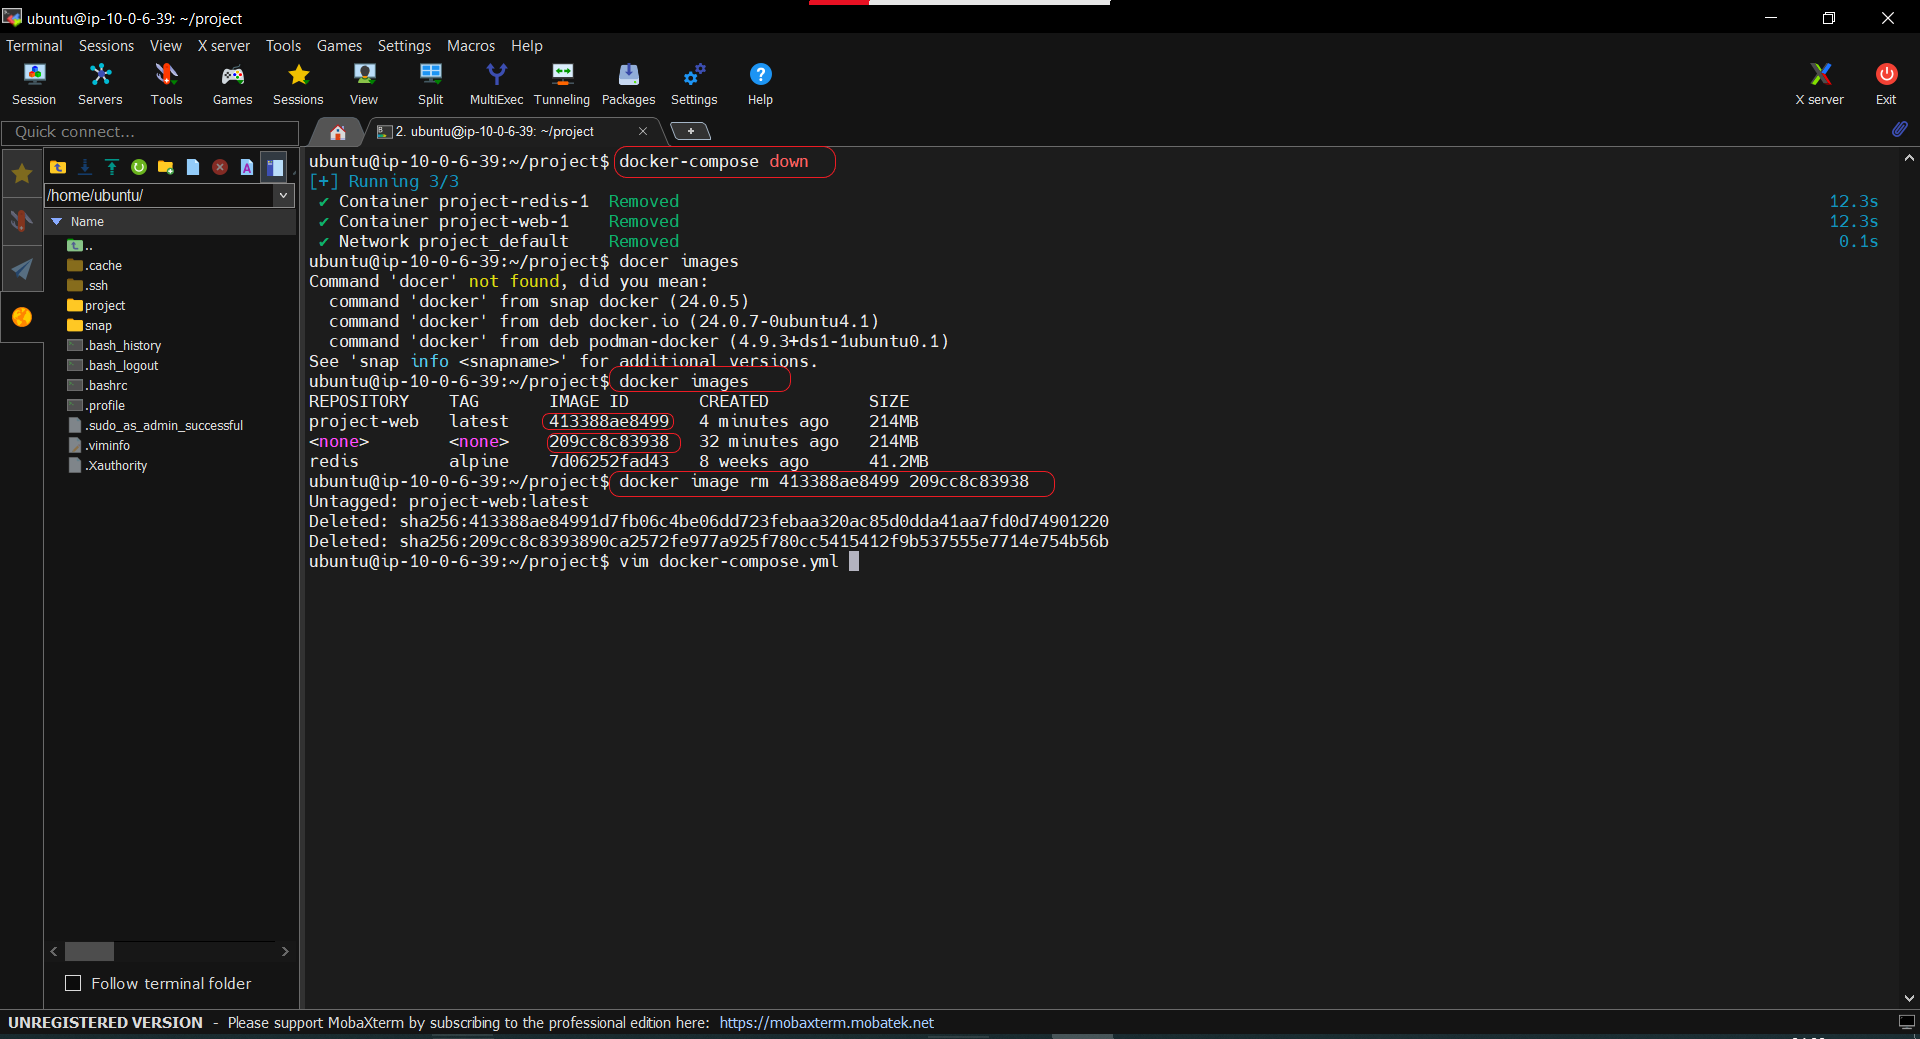 ubuntu@ip-10-0-6-39: ~/project
Terminal Sessions View X server Tools Games Settings Macros Help
Session Servers Tools Games Sessions View Split MultiExec Tunneling Packages Settings Help X server Exit
Quick connect...
2. ubuntu@ip-10-0-6-39: ~/project
/home/ubuntu/
Name
..
.cache
.ssh
project
snap
.bash_history
.bash_logout
.bashrc
.profile
.sudo_as_admin_successful
.viminfo
.Xauthority
Follow terminal folder
ubuntu@ip-10-0-6-39:~/project$ docker-compose down
[+] Running 3/3
✔ Container project-redis-1 Removed 12.3s
✔ Container project-web-1 Removed 12.3s
✔ Network project_default Removed 0.1s
ubuntu@ip-10-0-6-39:~/project$ docer images
Command 'docer' not found, did you mean:
command 'docker' from snap docker (24.0.5)
command 'docker' from deb docker.io (24.0.7-0ubuntu4.1)
command 'docker' from deb podman-docker (4.9.3+ds1-1ubuntu0.1)
See 'snap info <snapname>' for additional versions.
ubuntu@ip-10-0-6-39:~/project$ docker images
REPOSITORY TAG IMAGE ID CREATED SIZE
project-web latest 413388ae8499 4 minutes ago 214MB
<none> <none> 209cc8c83938 32 minutes ago 214MB
redis alpine 7d06252fad43 8 weeks ago 41.2MB
ubuntu@ip-10-0-6-39:~/project$ docker image rm 413388ae8499 209cc8c83938
Untagged: project-web:latest
Deleted: sha256:413388ae84991d7fb06c4be06dd723febaa320ac85d0dda41aa7fd0d74901220
Deleted: sha256:209cc8c8393890ca2572fe977a925f780cc5415412f9b537555e7714e754b56b
ubuntu@ip-10-0-6-39:~/project$ vim docker-compose.yml
UNREGISTERED VERSION - Please support MobaXterm by subscribing to the professional edition here: https://mobaxterm.mobatek.net